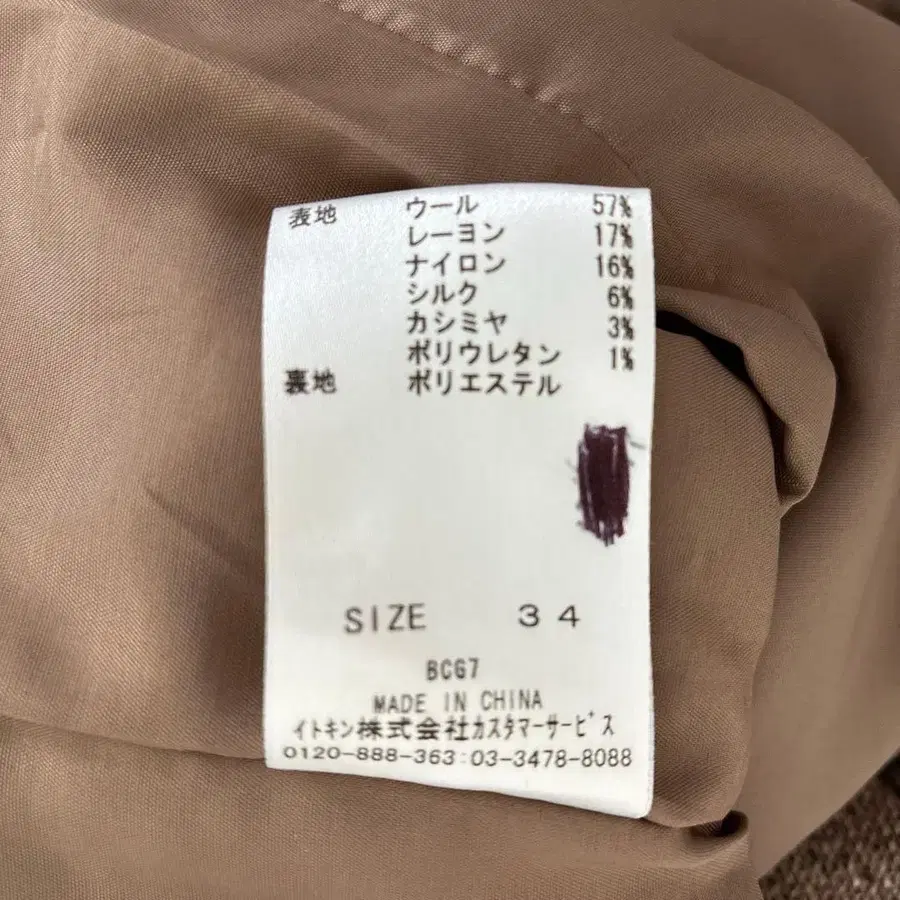 表地 ウール 57%
レーヨン 17%
ナイロン 16%
シルク 6%
カシミヤ 3%
ポリウレタン 1%
裏地 ポリエステル
SIZE 34
BCG7
MADE IN CHINA
イトキン株式会社カスタマーサービス
0120-888-363:03-3478-8088